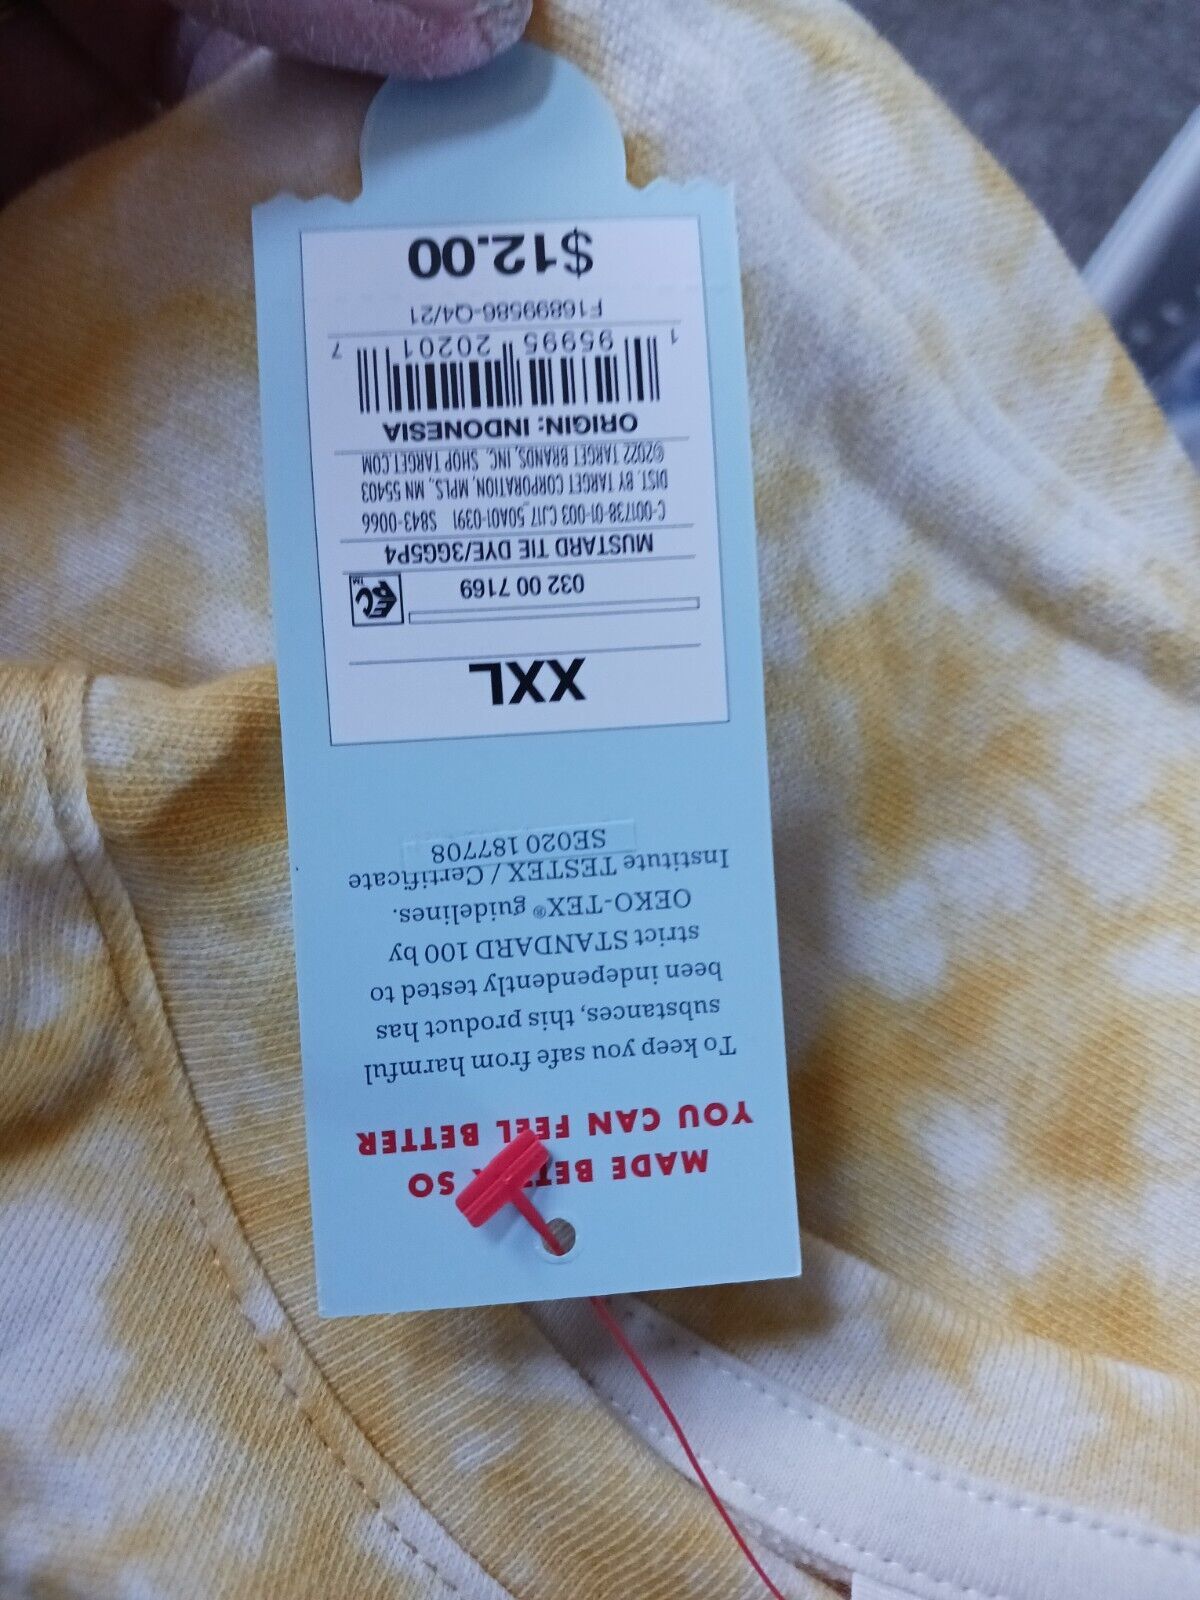 MADE BETTER SO
YOU CAN FEEL BETTER
To keep you safe from harmful
substances, this product has
been independently tested to
strict STANDARD 100 by
OEKO-TEX® guidelines.
Institute TESTEX / Certificate
SE020 187708
XXL
032 00 7169
MUSTARD TIE DYE/3GG5P4
C-001738-01-003 CJ17_50A01-0391 S843-0066
DIST. BY TARGET CORPORATION, MPLS., MN 55403
©2022 TARGET BRANDS, INC. SHOP TARGET.COM
ORIGIN: INDONESIA
1 95995 20201 7
F16899586-Q4/21
$12.00